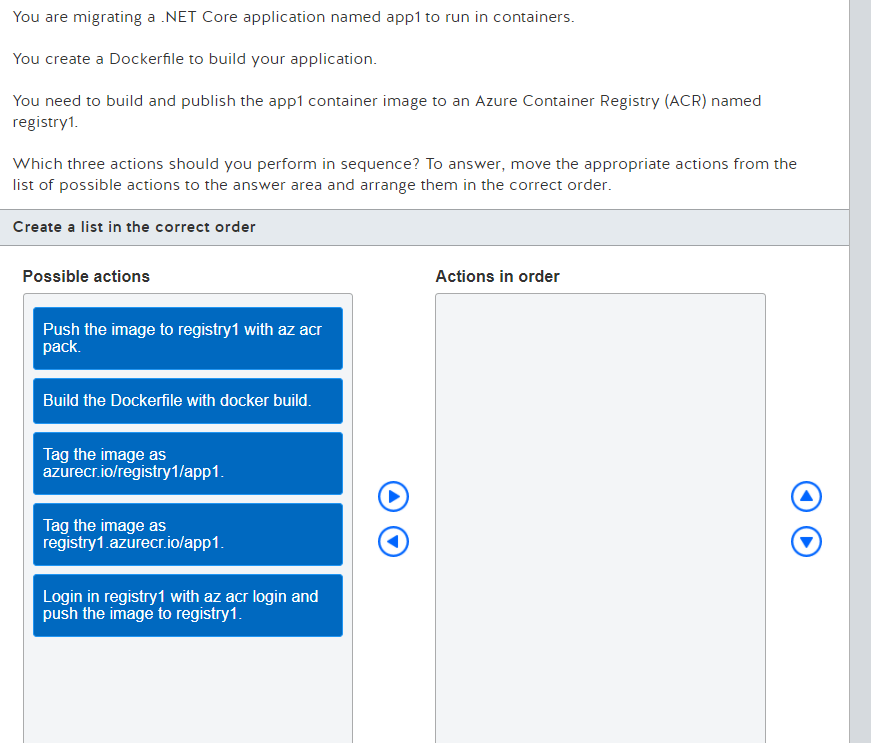 You are migrating a .NET Core application named app1 to run in containers.
You create a Dockerfile to build your application.
You need to build and publish the app1 container image to an Azure Container Registry (ACR) named
registry1.
Which three actions should you perform in sequence? To answer, move the appropriate actions from the
list of possible actions to the answer area and arrange them in the correct order.
Create a list in the correct order
Possible actions
Actions in order
Push the image to registry1 with az acr
pack.
Build the Dockerfile with docker build.
Tag the image as
azurecr.io/registry1/app1.
Tag the image as
registry1.azurecr.io/app1.
Login in registry1 with az acr login and
push the image to registry1.